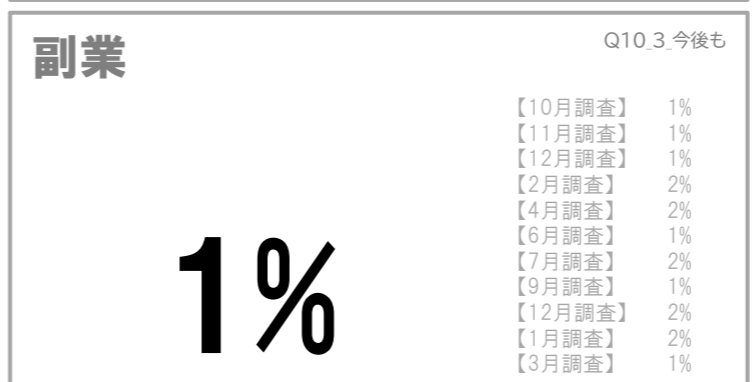 副業
Q10_3_今後も
【10月調査】 1%
【11月調査】 1%
【12月調査】 1%
【2月調査】 2%
【4月調査】 2%
【6月調査】 1%
【7月調査】 2%
【9月調査】 1%
【12月調査】 2%
【1月調査】 2%
【3月調査】 1%
1%